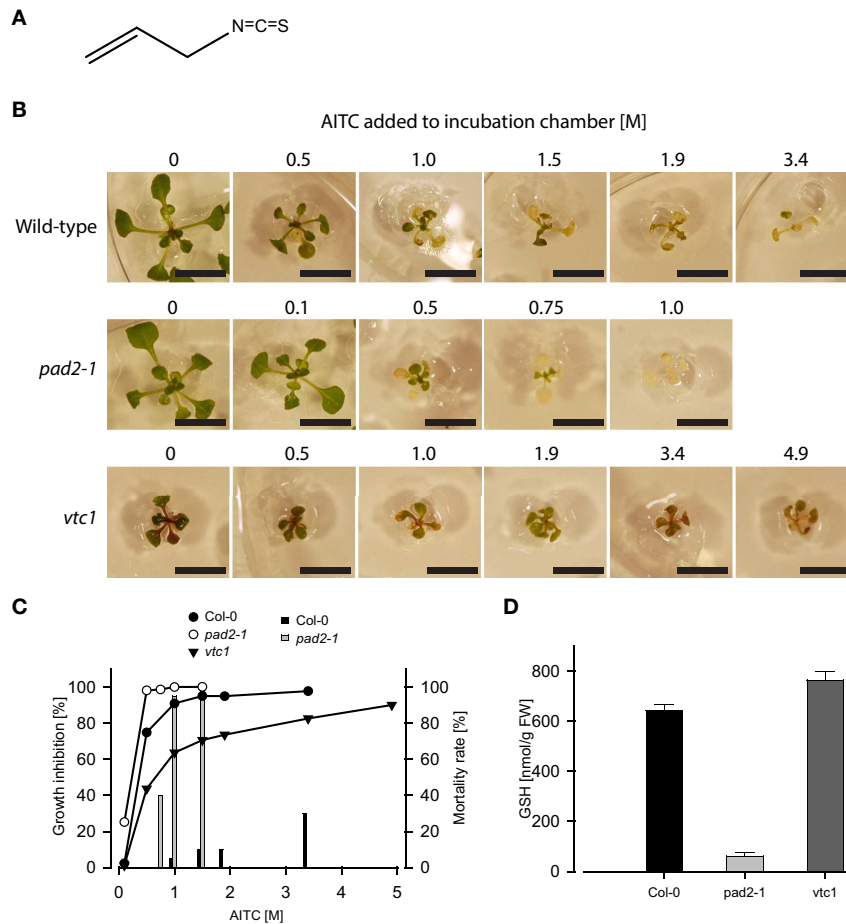 A
N=C=S
B
AITC added to incubation chamber [M]
0 0.5 1.0 1.5 1.9 3.4
Wild-type
0 0.1 0.5 0.75 1.0
pad2-1
0 0.5 1.0 1.9 3.4 4.9
vtc1
C
Col-0 Col-0
pad2-1 pad2-1
vtc1
100 100
80 80
60 60
40 40
20 20
0 0
Growth inhibition [%]
Mortality rate [%]
0 1 2 3 4 5
AITC [M]
D
800
600
400
200
0
GSH [nmol/g FW]
Col-0 pad2-1 vtc1